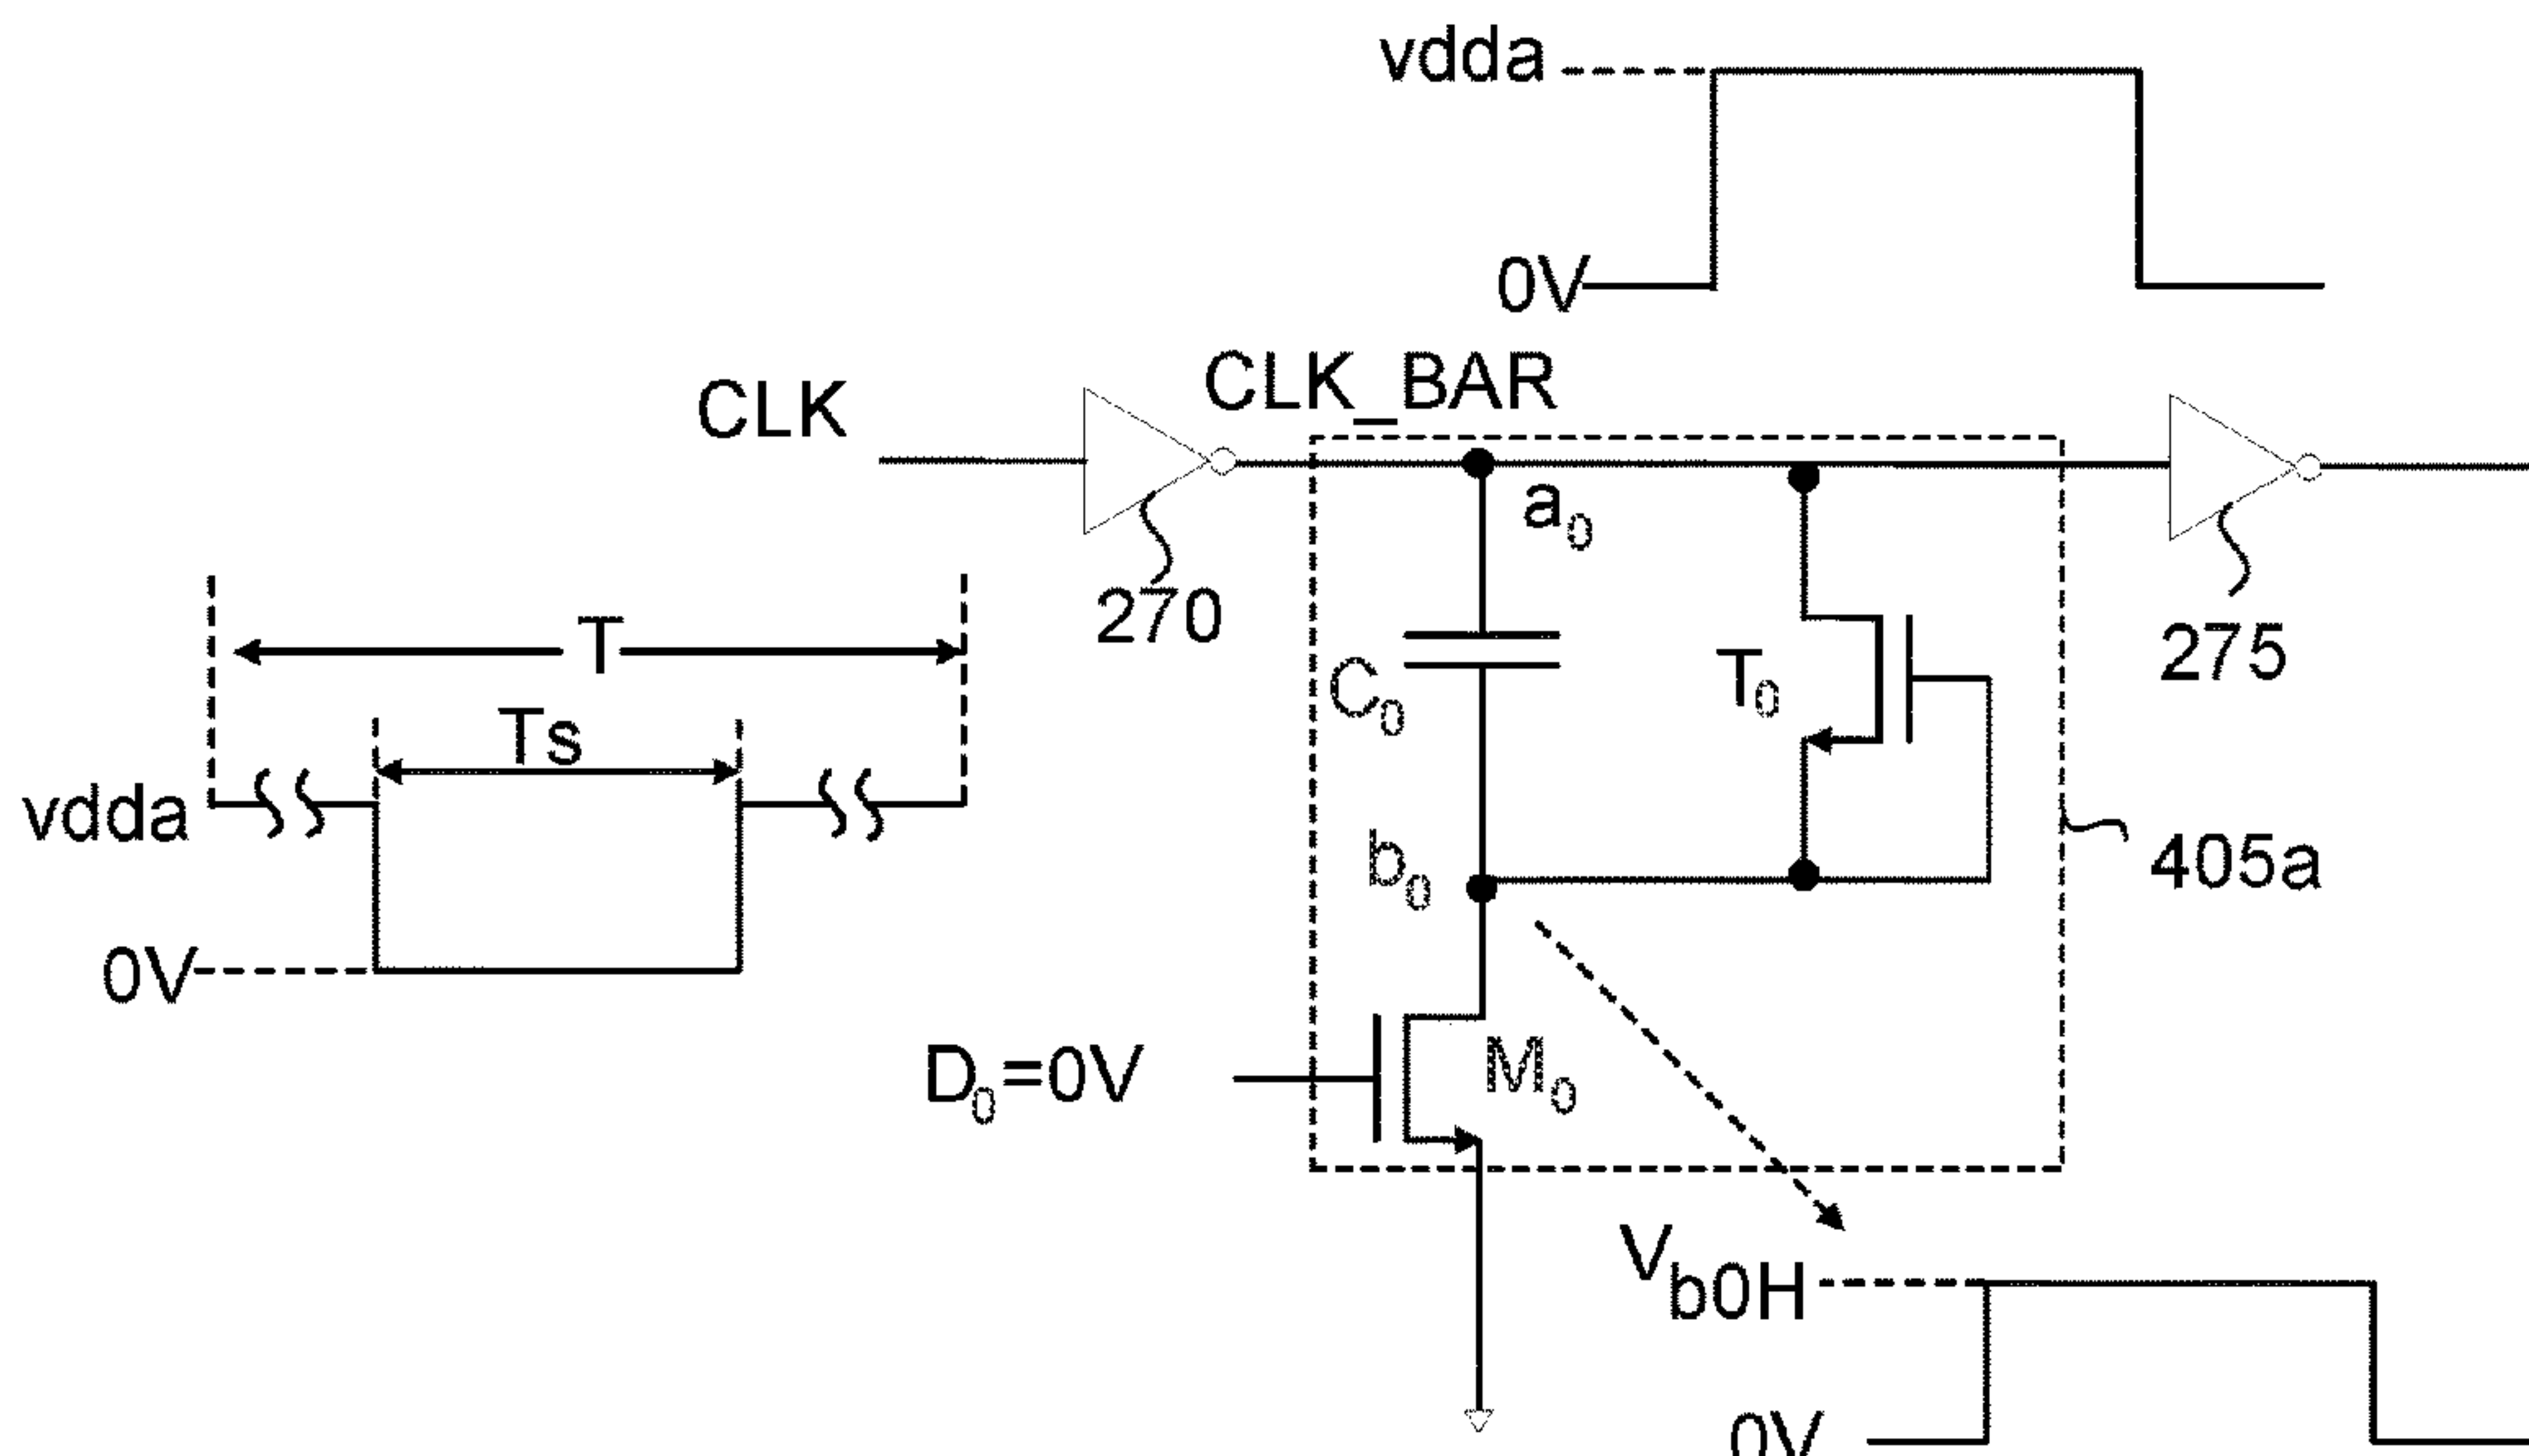 vdda
0V
CLK
CLK_BAR
a0
270
275
T
Ts
vdda
0V
C0
T0
b0
405a
D0=0V
M0
Vb0H
0V